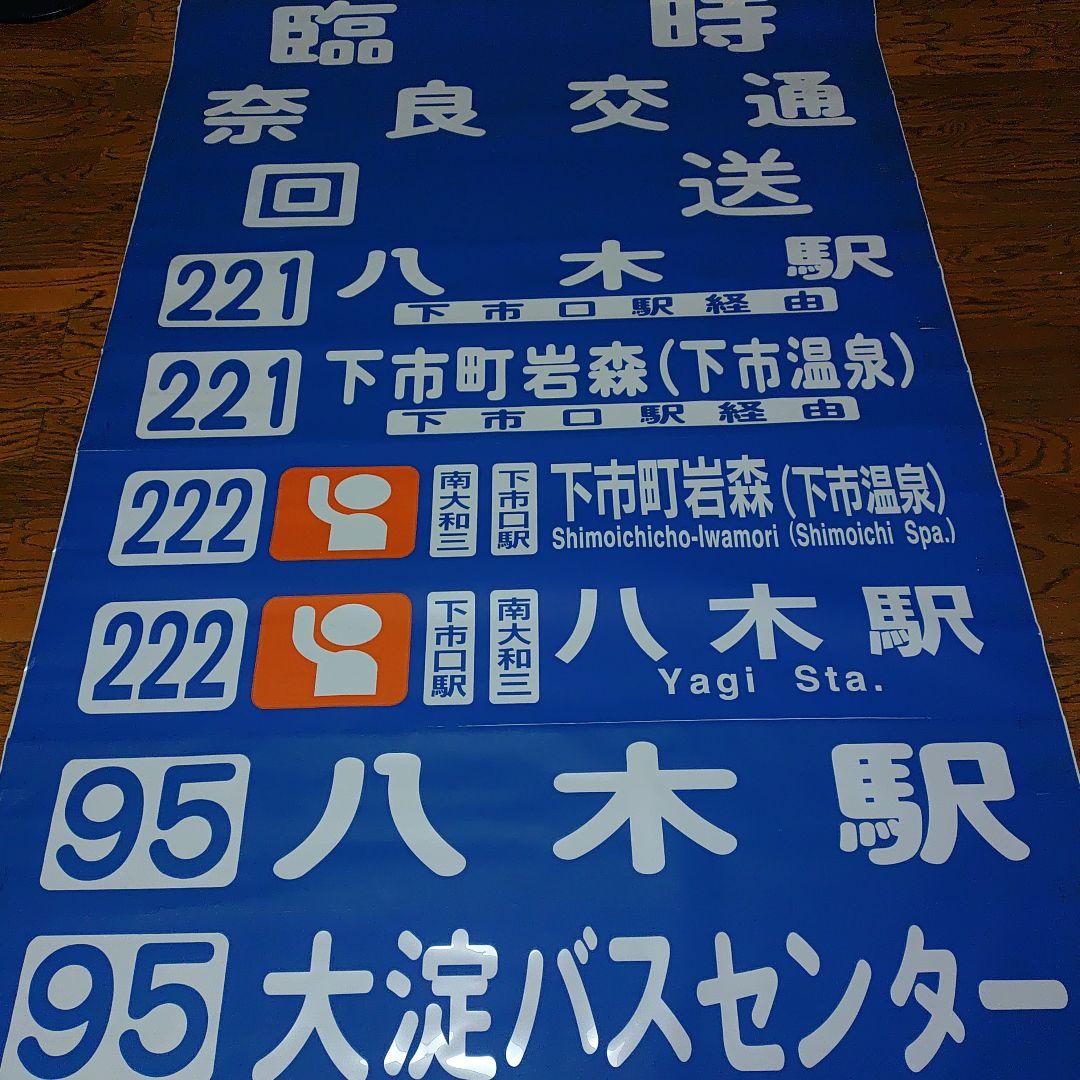 臨時
奈良交通
回送
221 八木駅
下市口駅経由
221 下市町岩森(下市温泉)
下市口駅経由
222 南大和三 下市口駅 下市町岩森(下市温泉)
Shimoichicho-Iwamori (Shimoichi Spa.)
222 下市口駅 南大和三 八木駅
Yagi Sta.
95 八木駅
95 大淀バスセンター